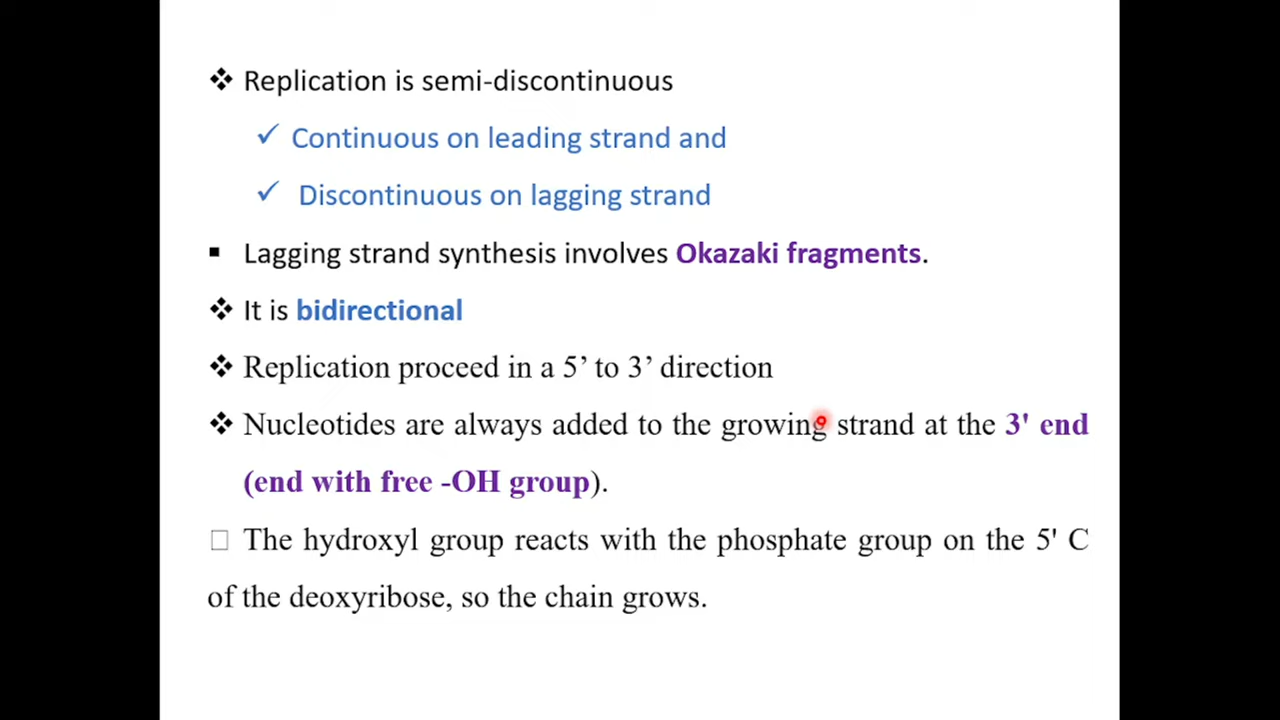 ❖ Replication is semi-discontinuous
✓ Continuous on leading strand and
✓ Discontinuous on lagging strand
▪ Lagging strand synthesis involves Okazaki fragments.
❖ It is bidirectional
❖ Replication proceed in a 5’ to 3’ direction
❖ Nucleotides are always added to the growing strand at the 3' end
(end with free -OH group).
□ The hydroxyl group reacts with the phosphate group on the 5' C
of the deoxyribose, so the chain grows.